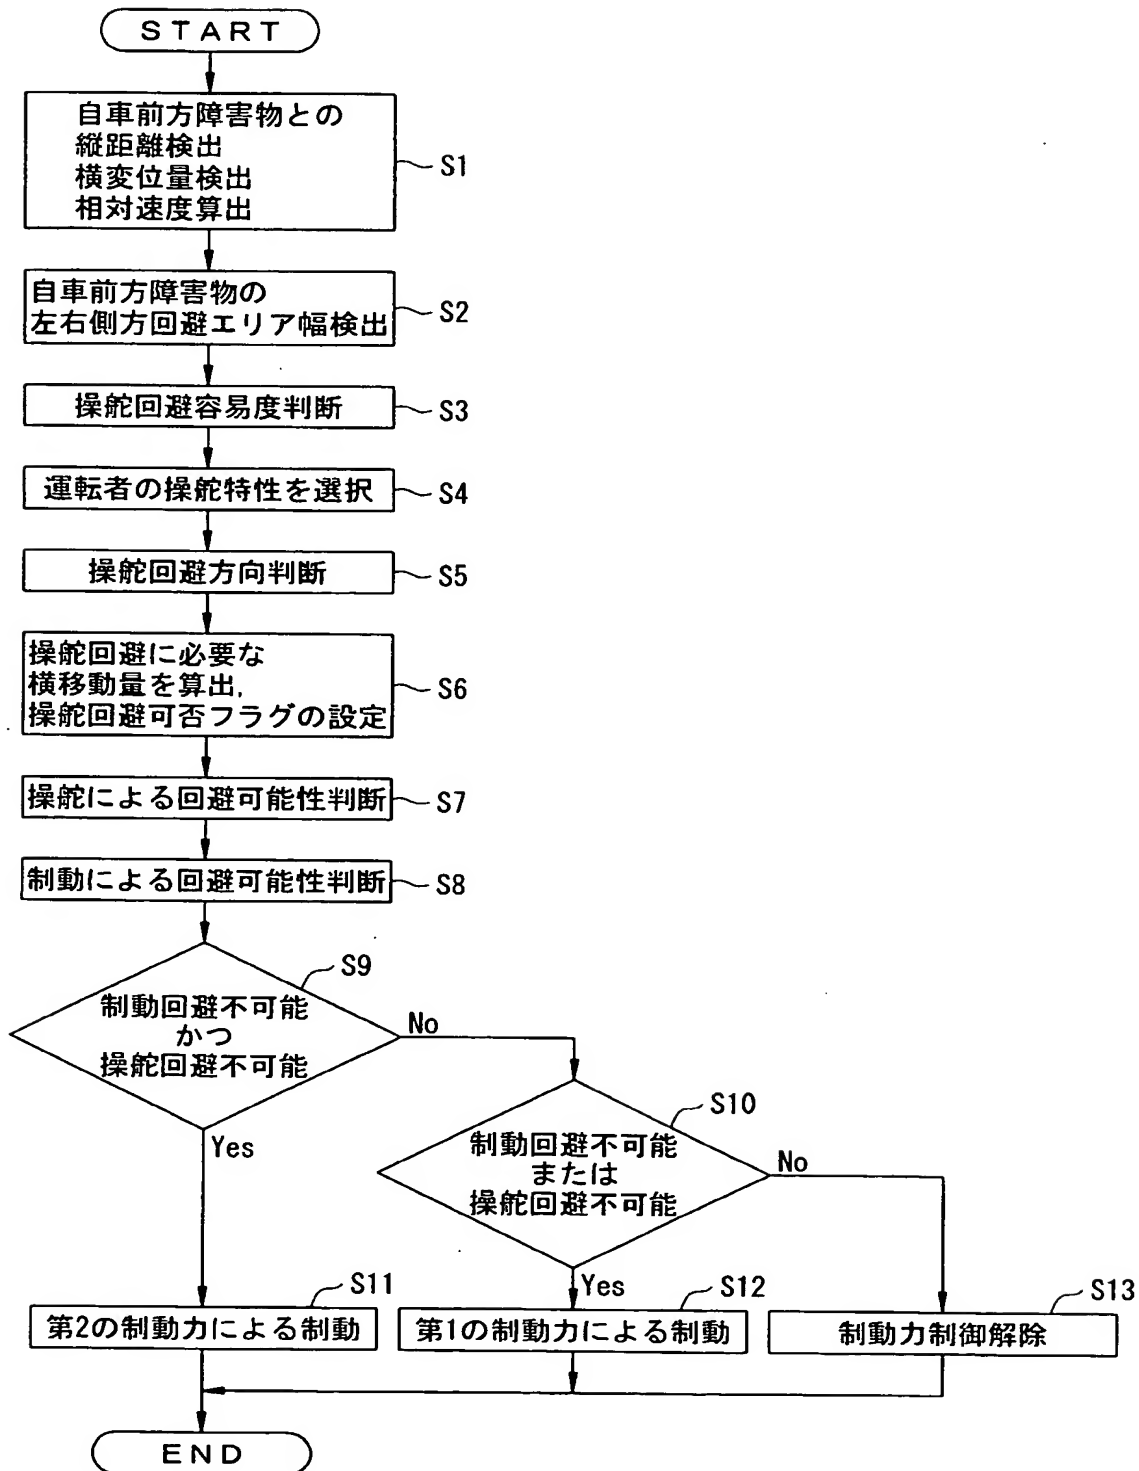 START
自車前方障害物との
縦距離検出
横変位量検出
相対速度算出
S1
自車前方障害物の
左右側方回避エリア幅検出
S2
操舵回避容易度判断
S3
運転者の操舵特性を選択
S4
操舵回避方向判断
S5
操舵回避に必要な
横移動量を算出,
操舵回避可否フラグの設定
S6
操舵による回避可能性判断
S7
制動による回避可能性判断
S8
S9
制動回避不可能
かつ
操舵回避不可能
No
Yes
S10
制動回避不可能
または
操舵回避不可能
No
Yes
S11
第2の制動力による制動
S12
第1の制動力による制動
S13
制動力制御解除
END